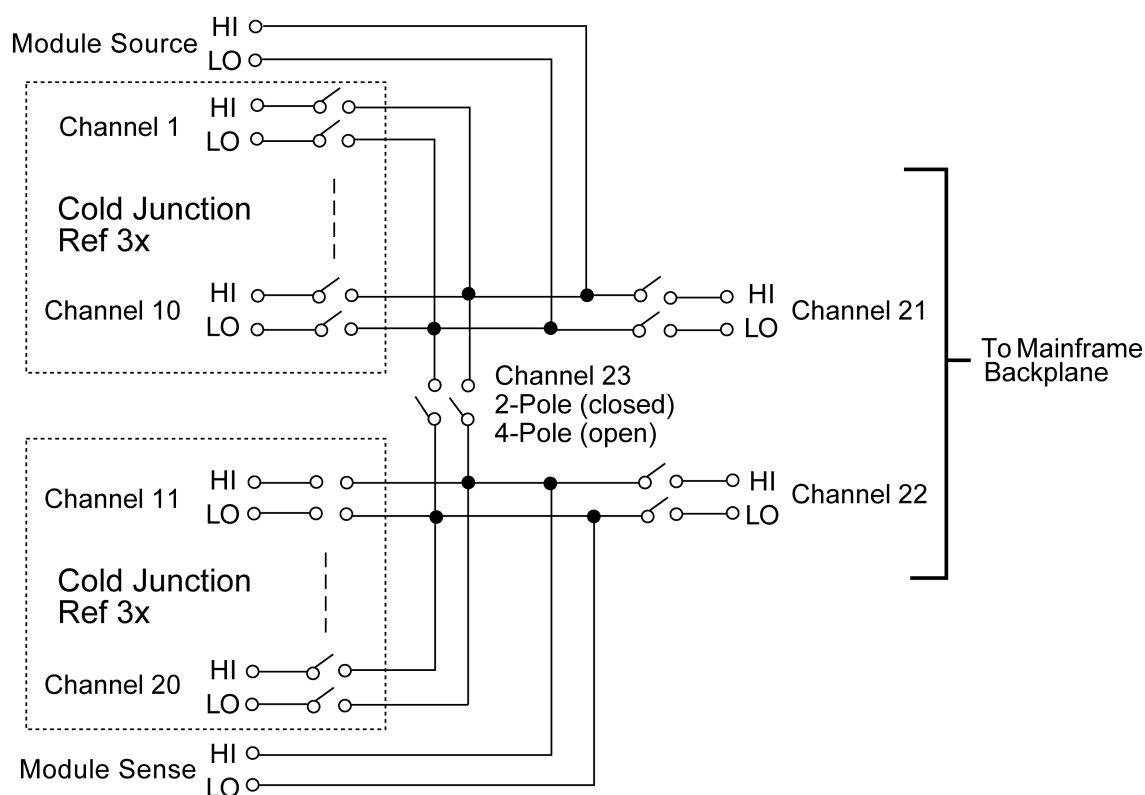 Module Source
HI
LO
Channel 1
HI
LO
Cold Junction
Ref 3x
Channel 10
HI
LO
HI
LO
Channel 21
To Mainframe
Backplane
Channel 23
2-Pole (closed)
4-Pole (open)
Channel 11
HI
LO
HI
LO
Channel 22
Cold Junction
Ref 3x
Channel 20
HI
LO
Module Sense
HI
LO